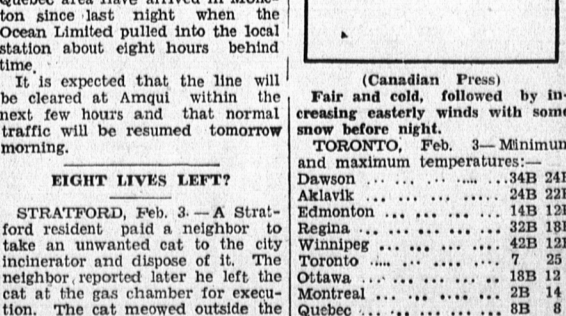 Quebec area have arrived in Monc-
ton since last night when the
Ocean Limited pulled into the local
station about eight hours behind
time.
It is expected that the line will
be cleared at Amqui within the
next few hours and that normal
traffic will be resumed tomorrow
morning.
EIGHT LIVES LEFT?
STRATFORD, Feb. 3.—A Strat-
ford resident paid a neighbor to
take an unwanted cat to the city
incinerator and dispose of it. The
neighbor reported later he left the
cat at the gas chamber for execu-
tion. The cat meowed outside the
(Canadian Press)
Fair and cold, followed by in-
creasing easterly winds with some
snow before night.
TORONTO, Feb. 3—Minimum
and maximum temperatures:—
Dawson ... ... ... ... ...34B 24B
Aklavik ... ... ... ... ... 24B 22B
Edmonton ... ... ... ... 14B 12B
Regina ... ... ... ... ... 32B 18B
Winnipeg ... ... ... ... 42B 12B
Toronto ... ... ... ... 7 25
Ottawa ... ... ... ... ... 18B 12
Montreal ... ... ... ... 2B 14
Quebec ... ... ... ... ... 8B 8